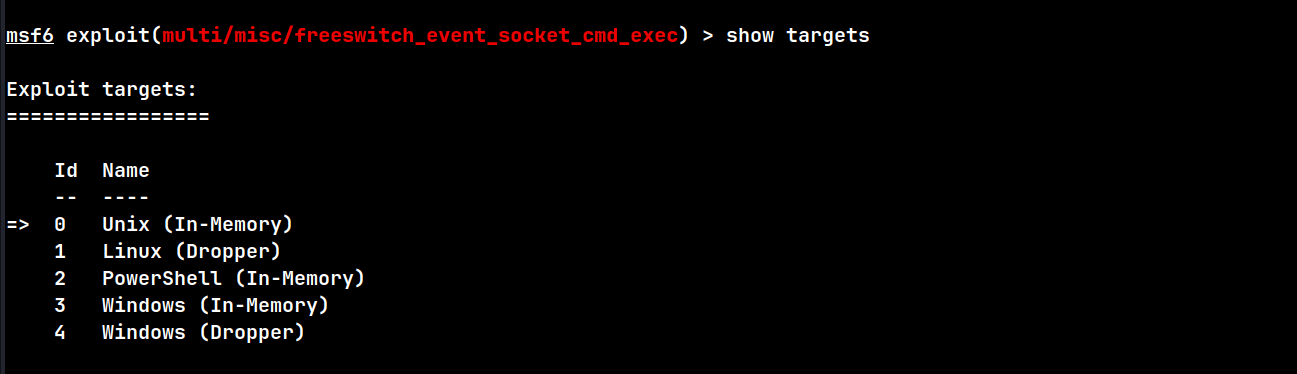 msf6 exploit(multi/misc/freeswitch_event_socket_cmd_exec) > show targets
Exploit targets:
=================
Id  Name
--  ----
=>  0   Unix (In-Memory)
1   Linux (Dropper)
2   PowerShell (In-Memory)
3   Windows (In-Memory)
4   Windows (Dropper)